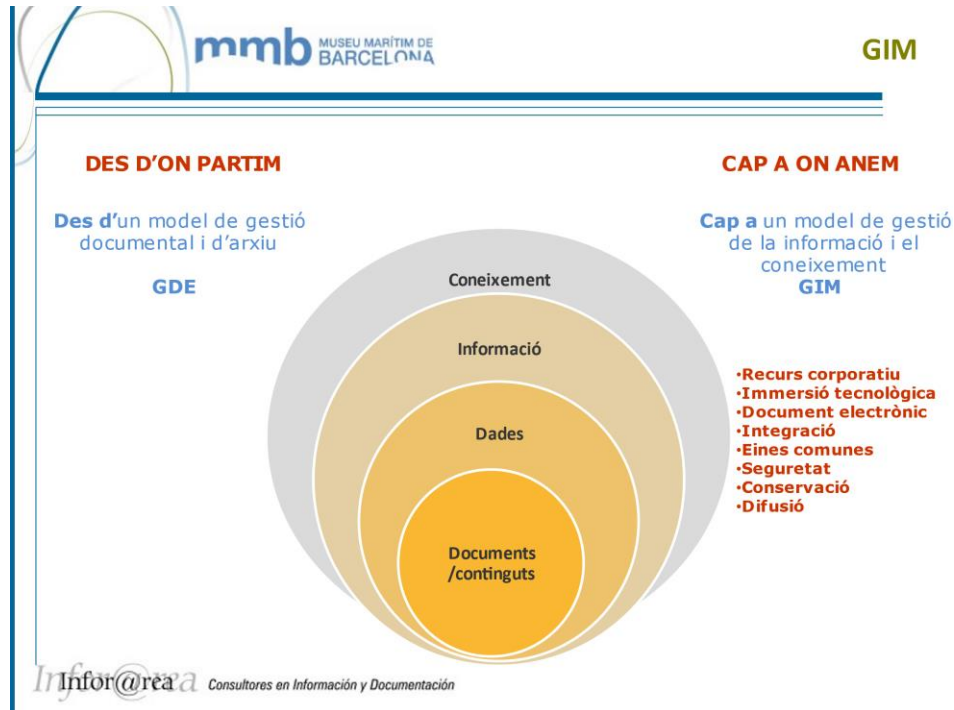 mmb MUSEU MARÍTIM DE
BARCELONA
GIM
DES D'ON PARTIM
Des d'un model de gestió
documental i d'arxiu
GDE
CAP A ON ANEM
Cap a un model de gestió
de la informació i el
coneixement
GIM
Coneixement
Informació
Dades
Documents
/continguts
•Recurs corporatiu
•Immersió tecnològica
•Document electrònic
•Integració
•Eines comunes
•Seguretat
•Conservació
•Difusió
Infor@rea Consultores en Información y Documentación